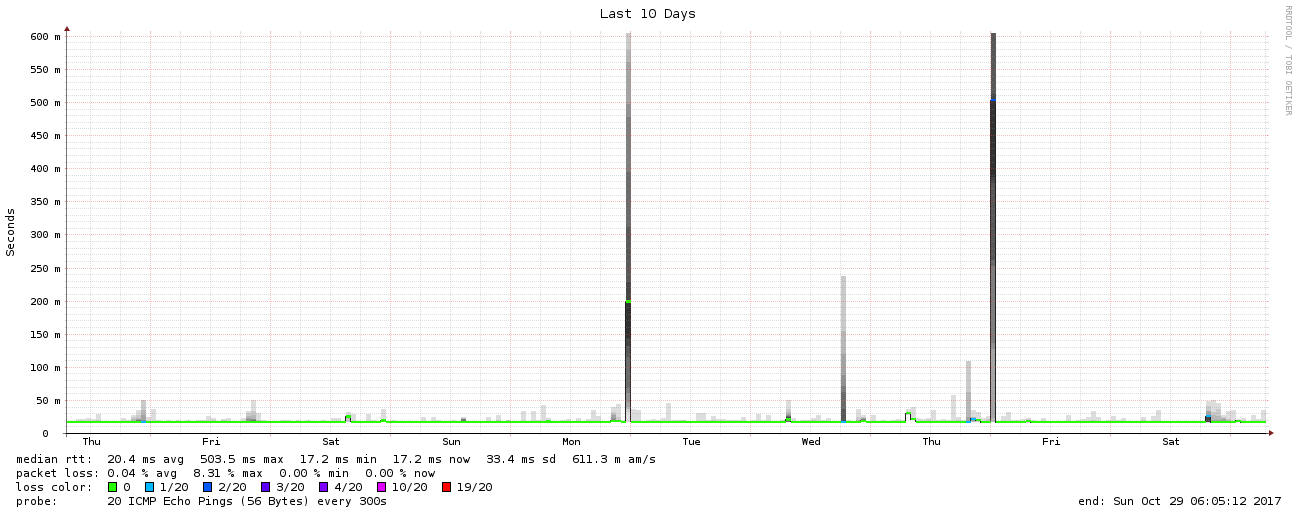 Last 10 Days
RRDTOOL / TOBI OETIKER
600 m
550 m
500 m
450 m
400 m
350 m
300 m
250 m
200 m
150 m
100 m
50 m
0
Seconds
Thu Fri Sat Sun Mon Tue Wed Thu Fri Sat
median rtt: 20.4 ms avg 503.5 ms max 17.2 ms min 17.2 ms now 33.4 ms sd 611.3 m am/s
packet loss: 0.04 % avg 8.31 % max 0.00 % min 0.00 % now
loss color: 0 1/20 2/20 3/20 4/20 10/20 19/20
probe: 20 ICMP Echo Pings (56 Bytes) every 300s end: Sun Oct 29 06:05:12 2017